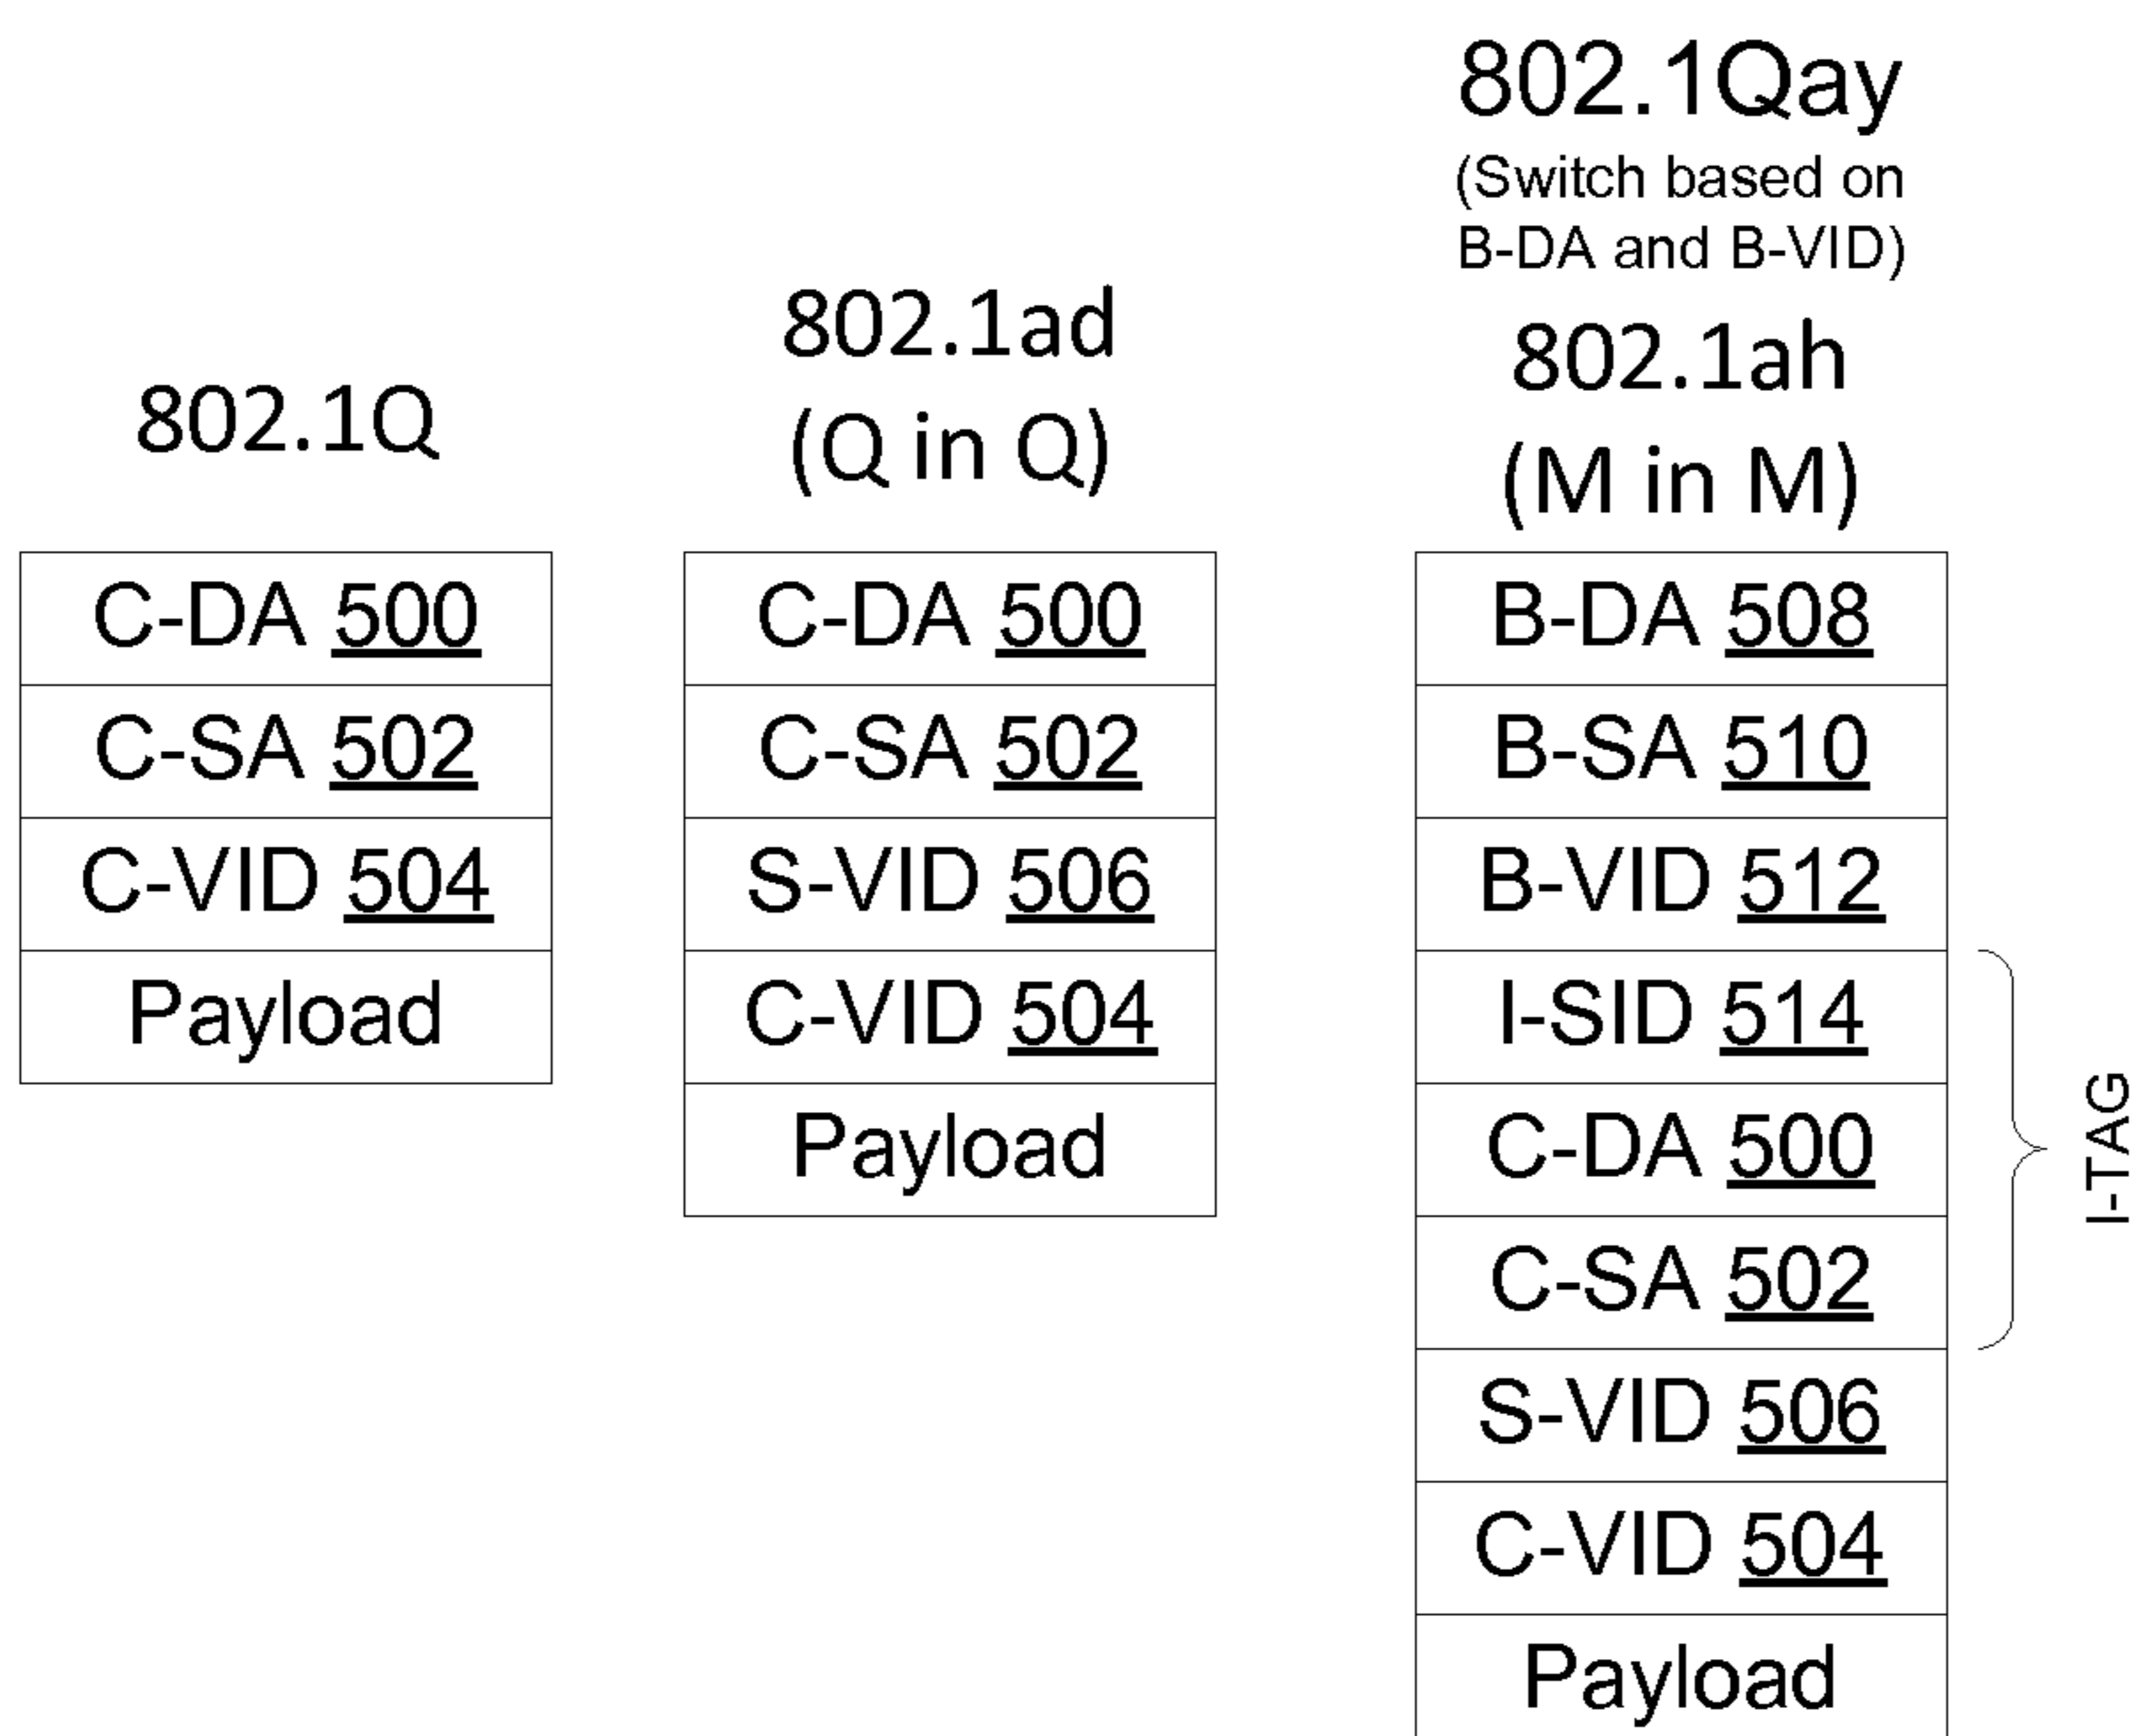 802.1Q
C-DA 500
C-SA 502
C-VID 504
Payload
802.1ad
(Q in Q)
C-DA 500
C-SA 502
S-VID 506
C-VID 504
Payload
802.1Qay
(Switch based on
B-DA and B-VID)
802.1ah
(M in M)
B-DA 508
B-SA 510
B-VID 512
I-SID 514
C-DA 500
C-SA 502
S-VID 506
C-VID 504
Payload
I-TAG